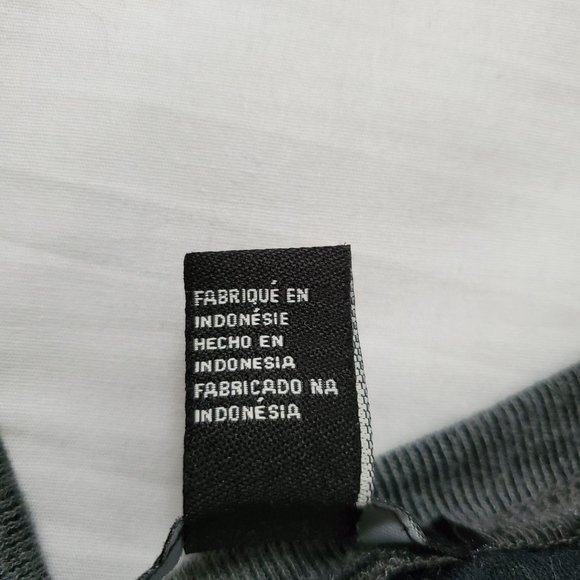 FABRIQUÉ EN
INDONÉSIE
HECHO EN
INDONESIA
FABRICADO NA
INDONÉSIA